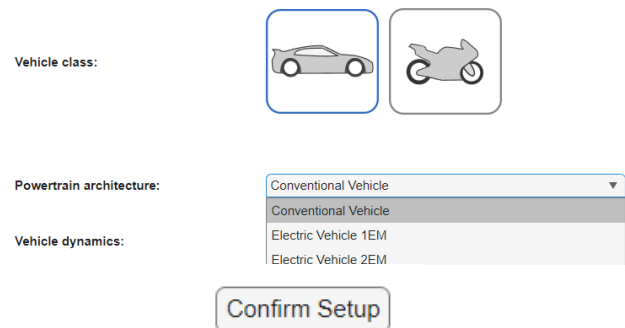 Vehicle class:
Powertrain architecture:
Conventional Vehicle
Conventional Vehicle
Electric Vehicle 1EM
Vehicle dynamics:
Electric Vehicle 2EM
Confirm Setup